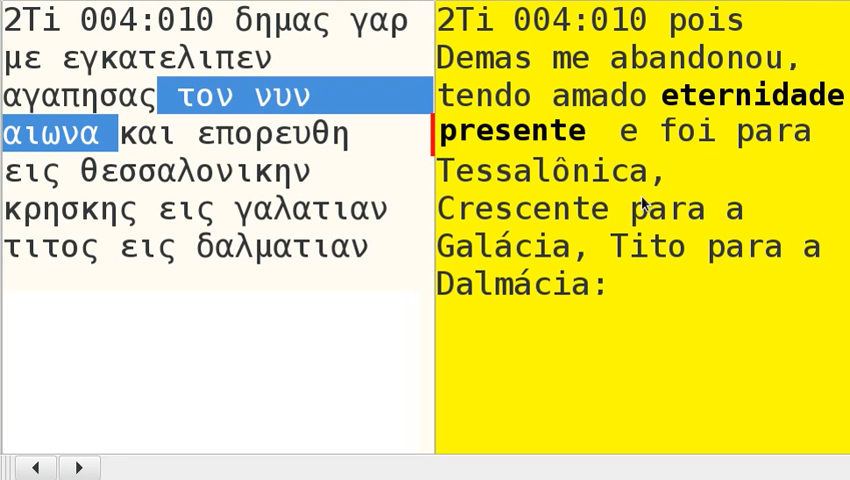 2Ti 004:010 δημας γαρ
με εγκατελιπεν
αγαπησας τον νυν
αιωνα και επορευθη
εις θεσσαλονικην
κρησκης εις γαλατιαν
τιτος εις δαλματιαν
2Ti 004:010 pois
Demas me abandonou,
tendo amado eternidade
presente e foi para
Tessalônica,
Crescente para a
Galácia, Tito para a
Dalmácia: